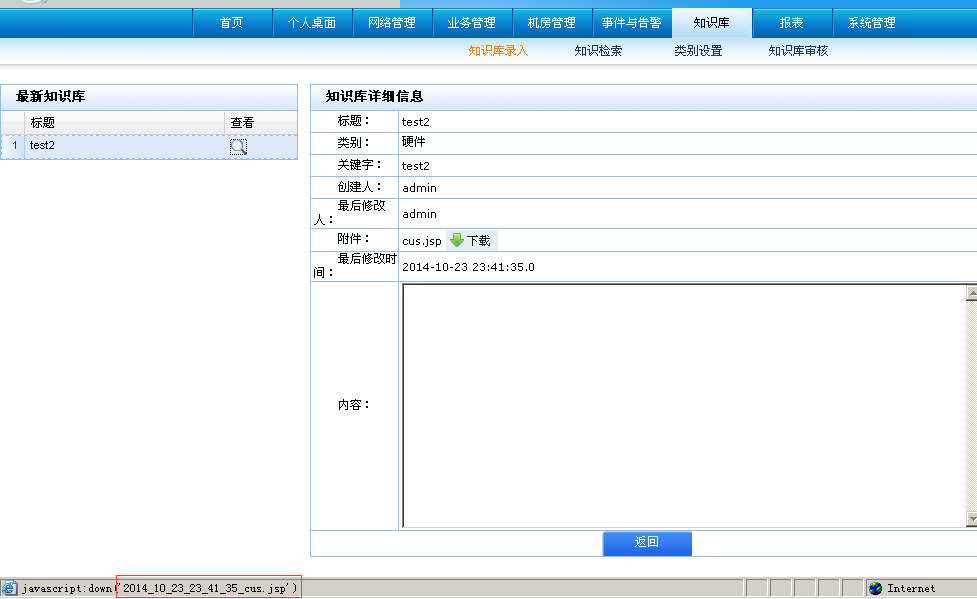 首页 个人桌面 网络管理 业务管理 机房管理 事件与告警 知识库 报表 系统管理
知识库录入 知识检索 类别设置 知识库审核
最新知识库
标题 查看
1 test2
知识库详细信息
标题： test2
类别： 硬件
关键字： test2
创建人： admin
最后修改人： admin
附件： cus.jsp 下载
最后修改时间： 2014-10-23 23:41:35.0
内容：
返回
javascript:down('2014_10_23_23_41_35_cus.jsp') Internet